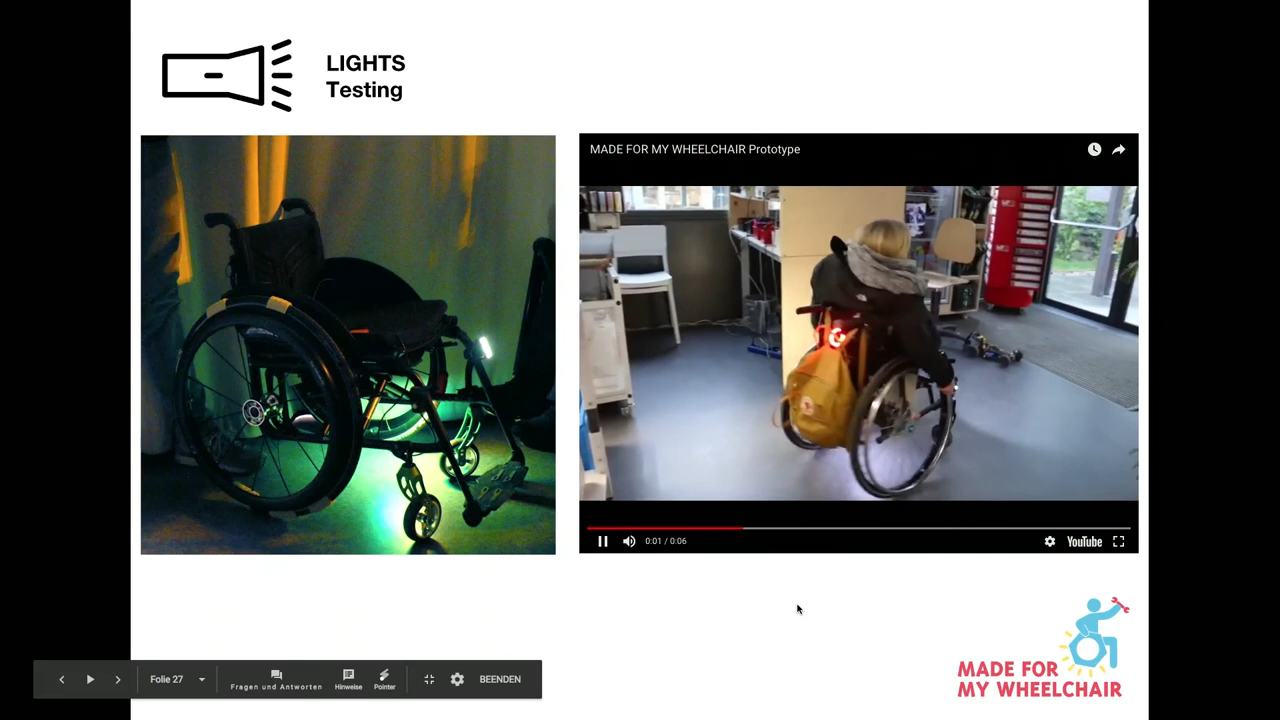 LIGHTS
Testing
MADE FOR MY WHEELCHAIR Prototype
0:01 / 0:06
YouTube
MADE FOR
MY WHEELCHAIR
Folie 27
Fragen und Antworten
Hinweise
Pointer
BEENDEN